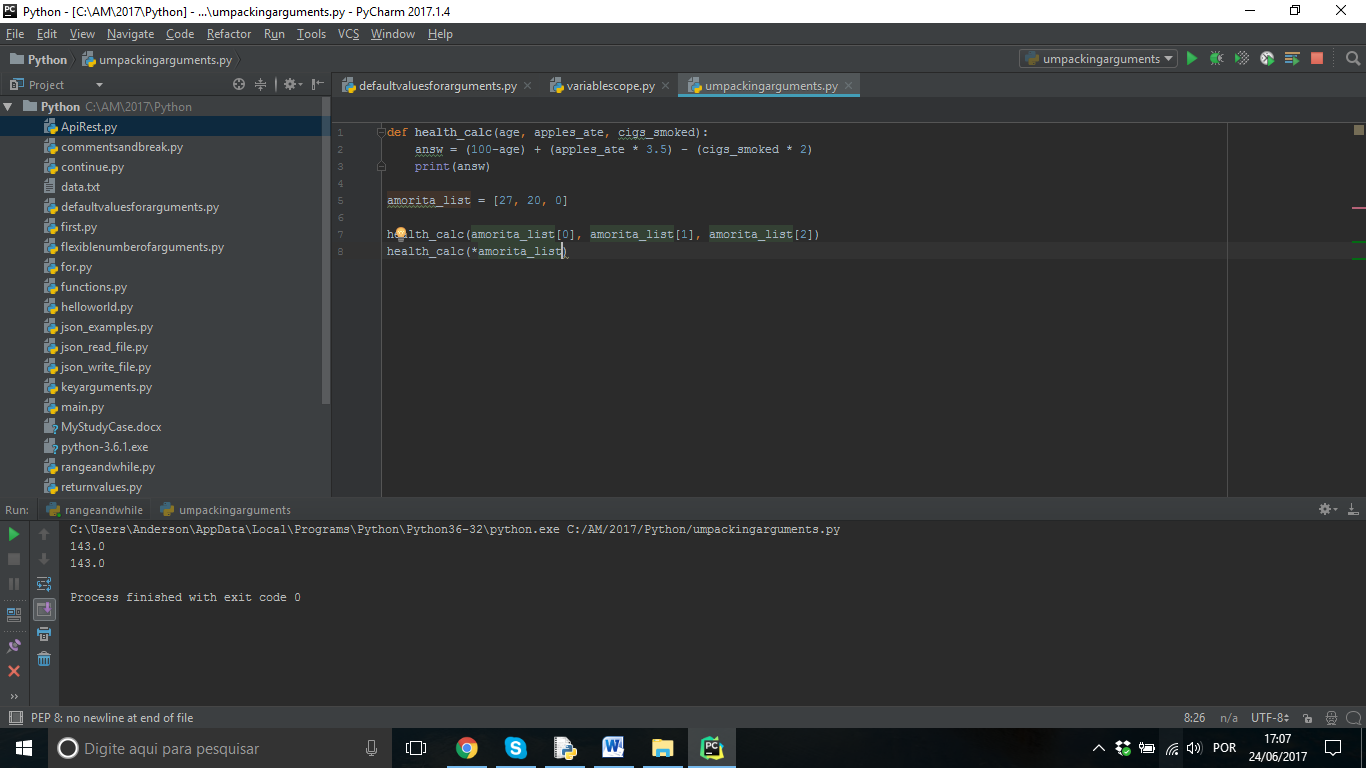 Python - [C:\AM\2017\Python] - ...\umpackingarguments.py - PyCharm 2017.1.4
File Edit View Navigate Code Refactor Run Tools VCS Window Help
Python umpackingarguments.py umpackingarguments
Project defaultvaluesforarguments.py variablescope.py umpackingarguments.py
Python C:\AM\2017\Python
ApiRest.py
commentsandbreak.py
continue.py
data.txt
defaultvaluesforarguments.py
first.py
flexiblenumberofarguments.py
for.py
functions.py
helloworld.py
json_examples.py
json_read_file.py
json_write_file.py
keyarguments.py
main.py
MyStudyCase.docx
python-3.6.1.exe
rangeandwhile.py
returnvalues.py
1 def health_calc(age, apples_ate, cigs_smoked):
2 answ = (100-age) + (apples_ate * 3.5) - (cigs_smoked * 2)
3 print(answ)
4
5 amorita_list = [27, 20, 0]
6
7 health_calc(amorita_list[0], amorita_list[1], amorita_list[2])
8 health_calc(*amorita_list)
Run: rangeandwhile umpackingarguments
C:\Users\Anderson\AppData\Local\Programs\Python\Python36-32\python.exe C:/AM/2017/Python/umpackingarguments.py
143.0
143.0
Process finished with exit code 0
PEP 8: no newline at end of file 8:26 n/a UTF-8
Digite aqui para pesquisar POR 17:07
24/06/2017